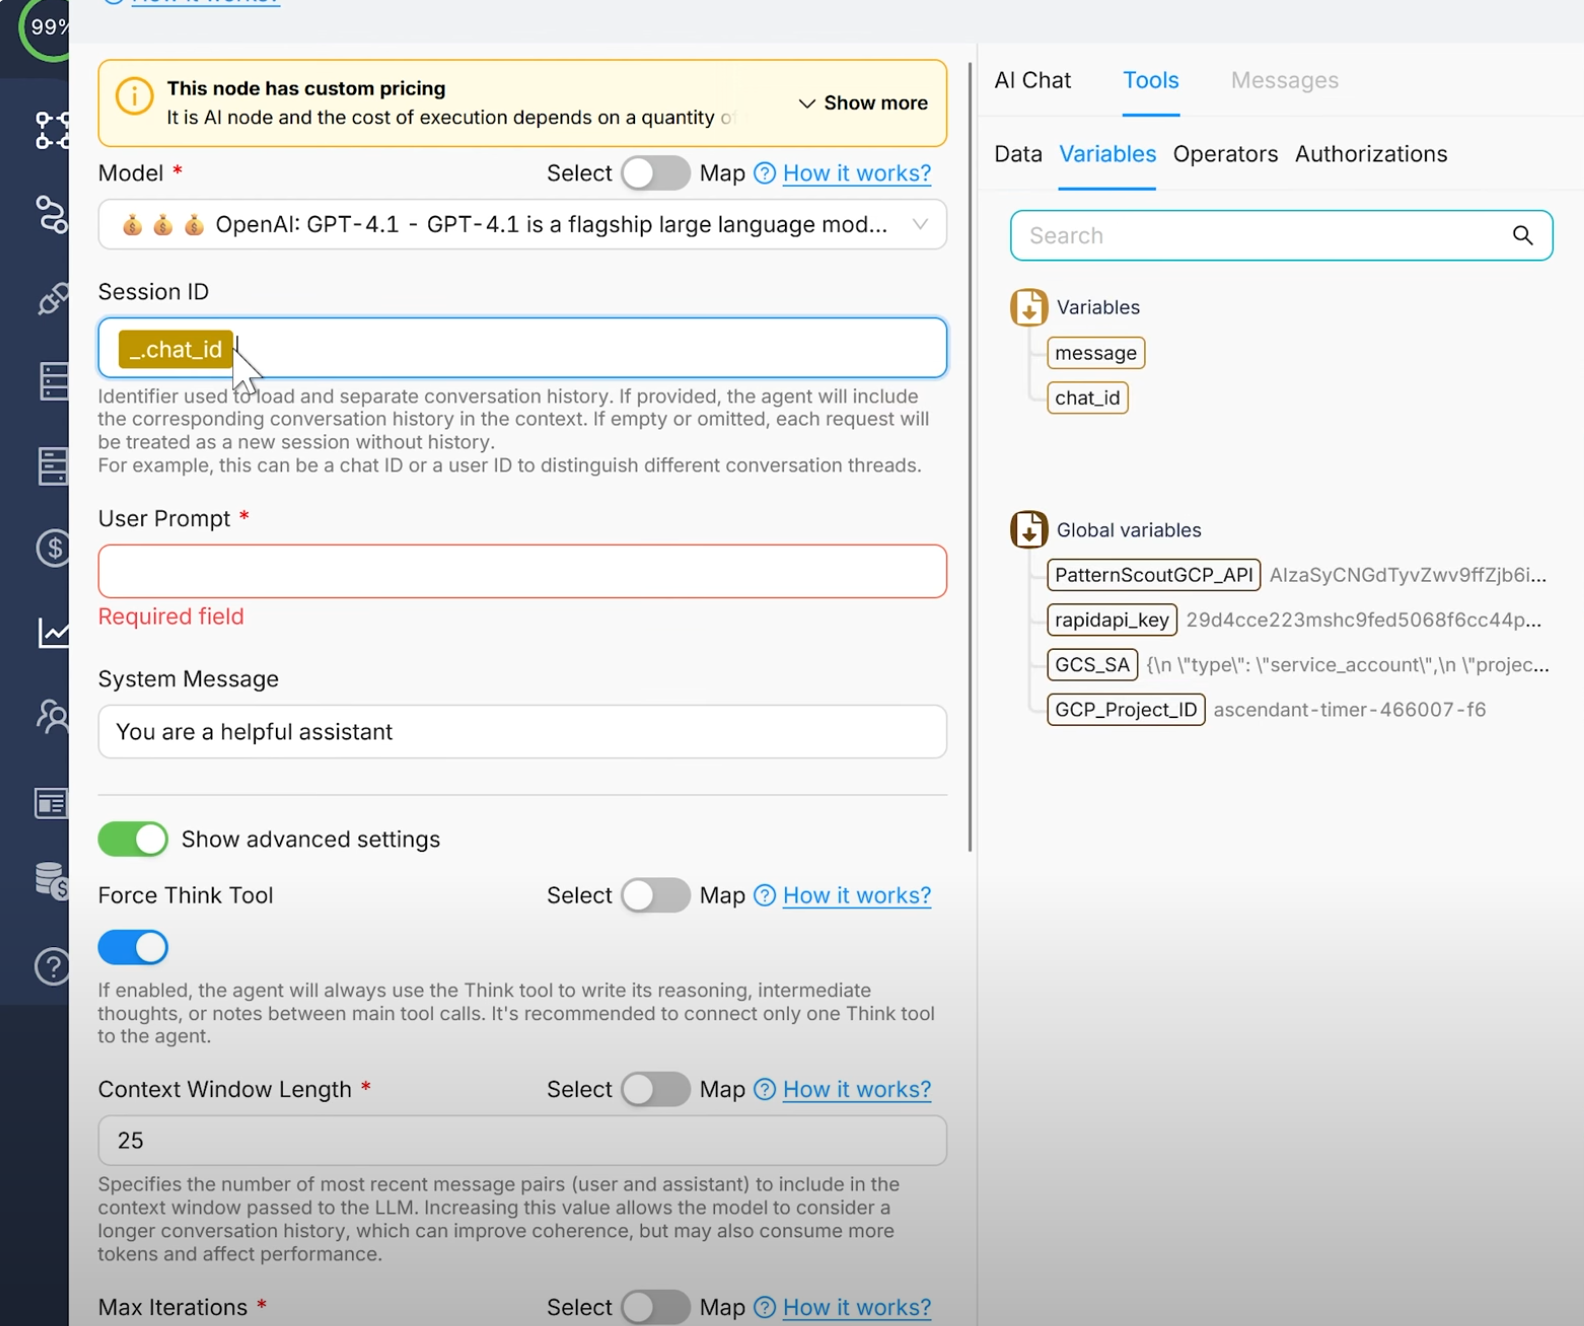 99%
This node has custom pricing
It is AI node and the cost of execution depends on a quantity of
Show more
Model *
Select Map How it works?
OpenAI: GPT-4.1 - GPT-4.1 is a flagship large language mod...
Session ID
_.chat_id
Identifier used to load and separate conversation history. If provided, the agent will include
the corresponding conversation history in the context. If empty or omitted, each request will
be treated as a new session without history.
For example, this can be a chat ID or a user ID to distinguish different conversation threads.
User Prompt *
Required field
System Message
You are a helpful assistant
Show advanced settings
Force Think Tool
Select Map How it works?
If enabled, the agent will always use the Think tool to write its reasoning, intermediate
thoughts, or notes between main tool calls. It's recommended to connect only one Think tool
to the agent.
Context Window Length *
Select Map How it works?
25
Specifies the number of most recent message pairs (user and assistant) to include in the
context window passed to the LLM. Increasing this value allows the model to consider a
longer conversation history, which can improve coherence, but may also consume more
tokens and affect performance.
Max Iterations *
Select Map How it works?
AI Chat Tools Messages
Data Variables Operators Authorizations
Search
Variables
message
chat_id
Global variables
PatternScoutGCP_API AIzaSyCNGdTyvZwv9ffZjb6i...
rapidapi_key 29d4cce223mshc9fed5068f6cc44p...
GCS_SA {\n \"type\": \"service_account\",\n \"projec...
GCP_Project_ID ascendant-timer-466007-f6